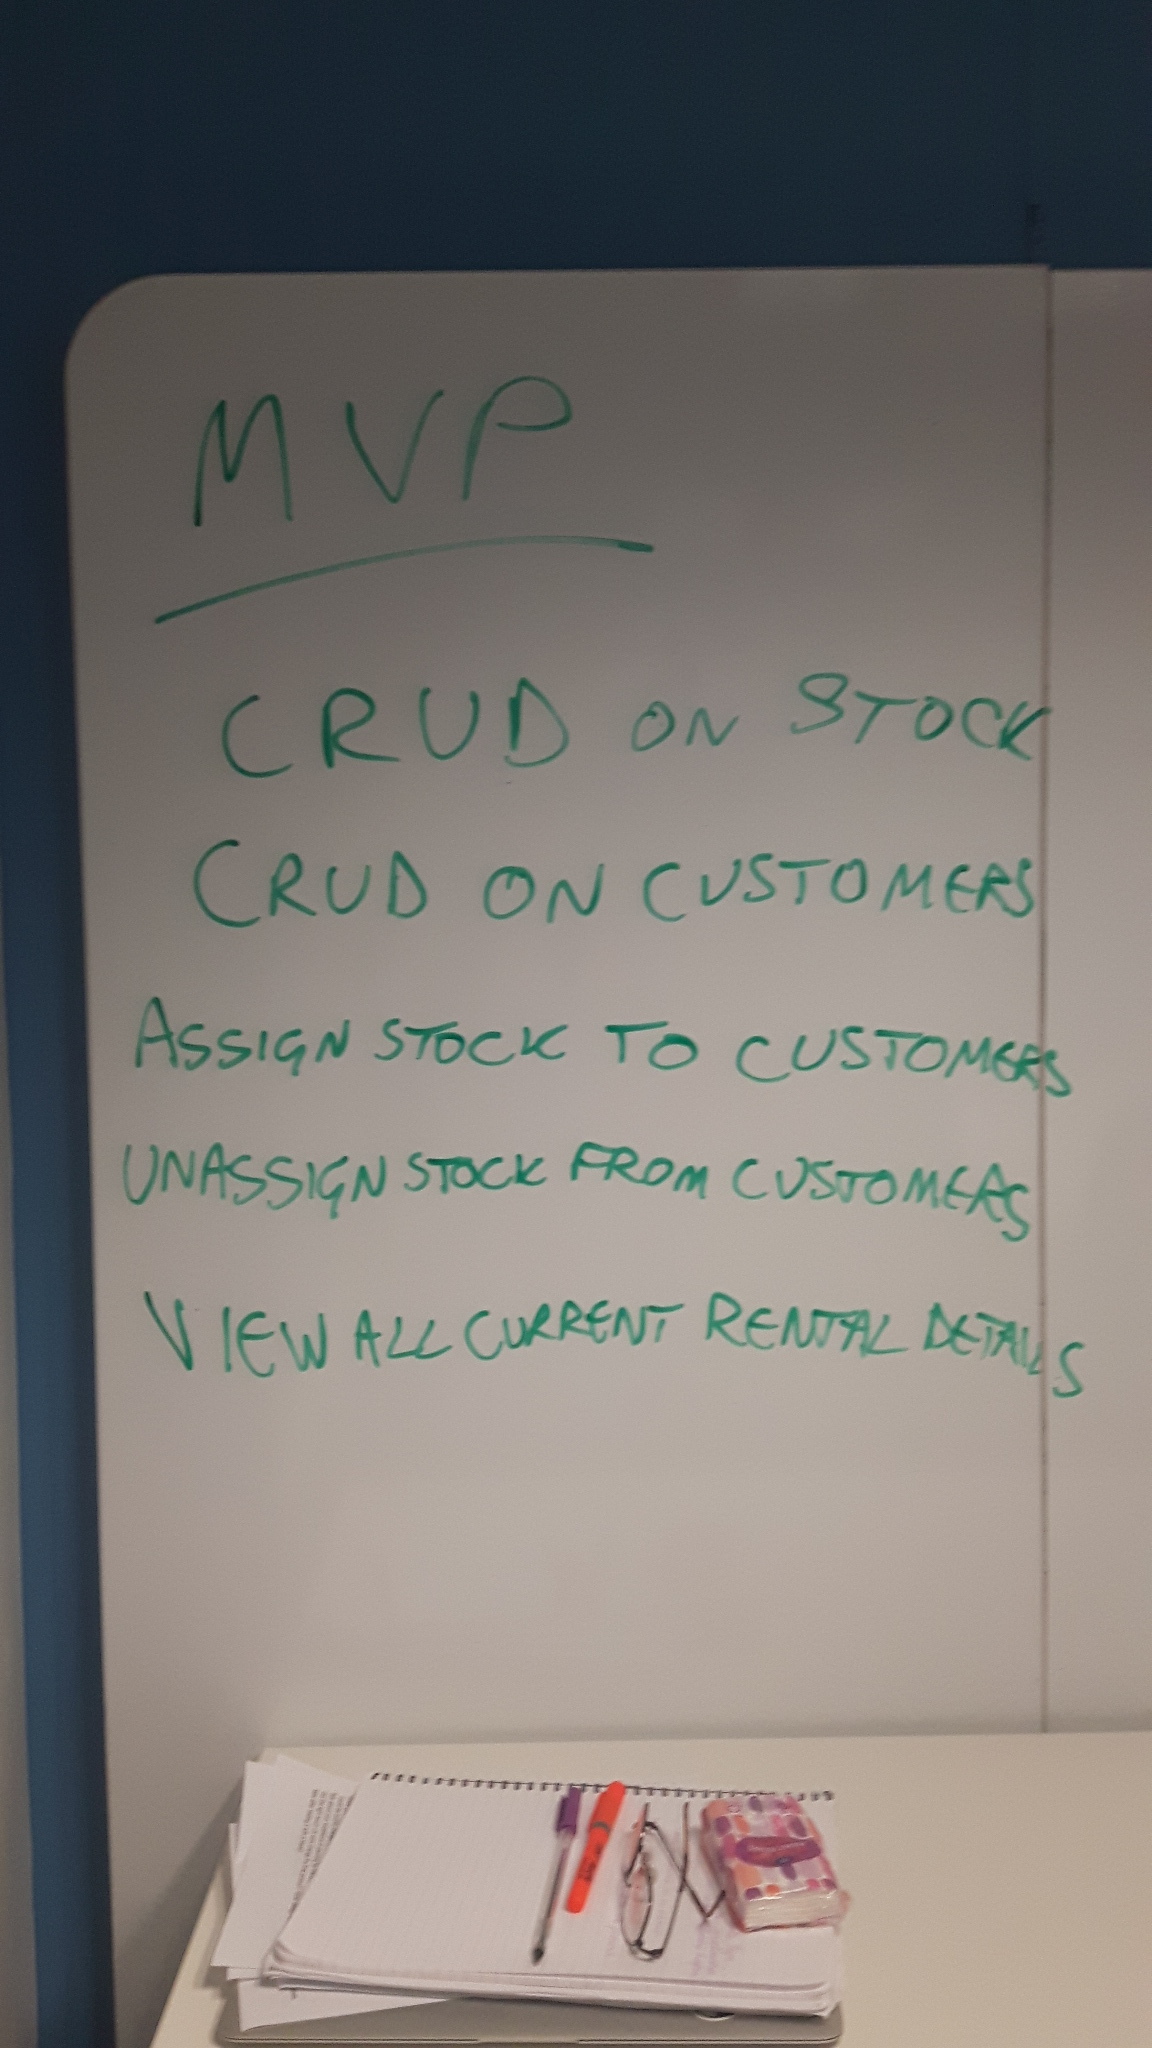 MVP
CRUD ON STOCK
CRUD ON CUSTOMERS
ASSIGN STOCK TO CUSTOMERS
UNASSIGN STOCK FROM CUSTOMERS
VIEW ALL CURRENT RENTAL DETAILS